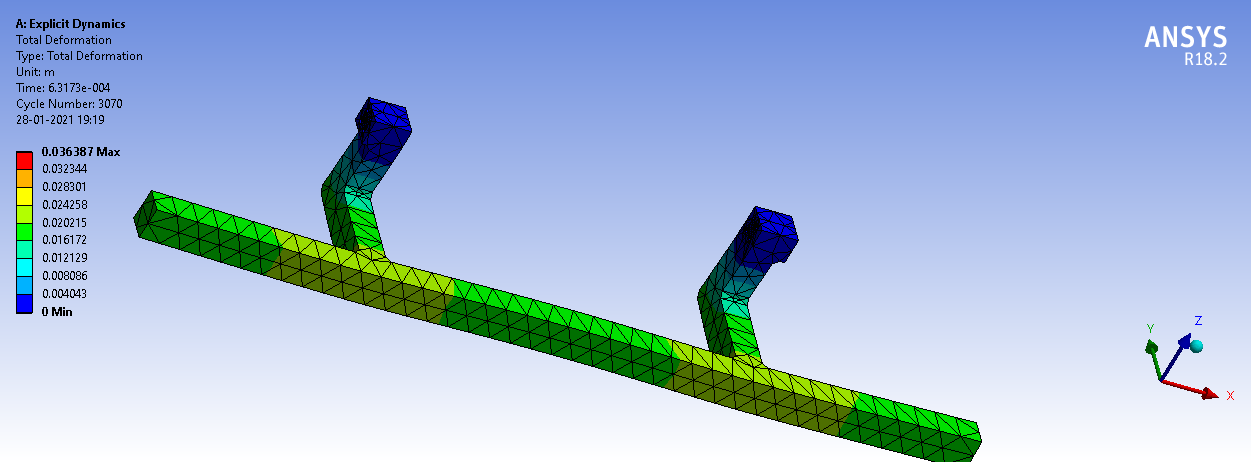 A: Explicit Dynamics
Total Deformation
Type: Total Deformation
Unit: m
Time: 6.3173e-004
Cycle Number: 3070
28-01-2021 19:19
0.036387 Max
0.032344
0.028301
0.024258
0.020215
0.016172
0.012129
0.008086
0.004043
0 Min
ANSYS
R18.2
Y
Z
X